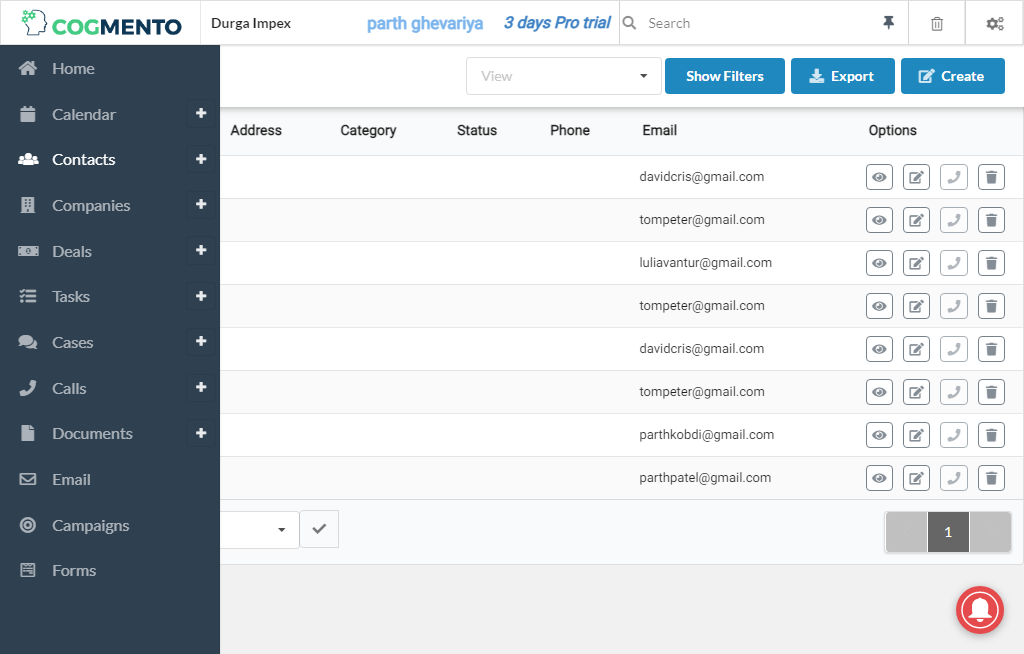 COGMENTO
Durga Impex
parth ghevariya
3 days Pro trial
Search
Home
Calendar
Contacts
Companies
Deals
Tasks
Cases
Calls
Documents
Email
Campaigns
Forms
View
Show Filters
Export
Create
Address Category Status Phone Email Options
davidcris@gmail.com
tompeter@gmail.com
luliavantur@gmail.com
tompeter@gmail.com
davidcris@gmail.com
tompeter@gmail.com
parthkobdi@gmail.com
parthpatel@gmail.com
1